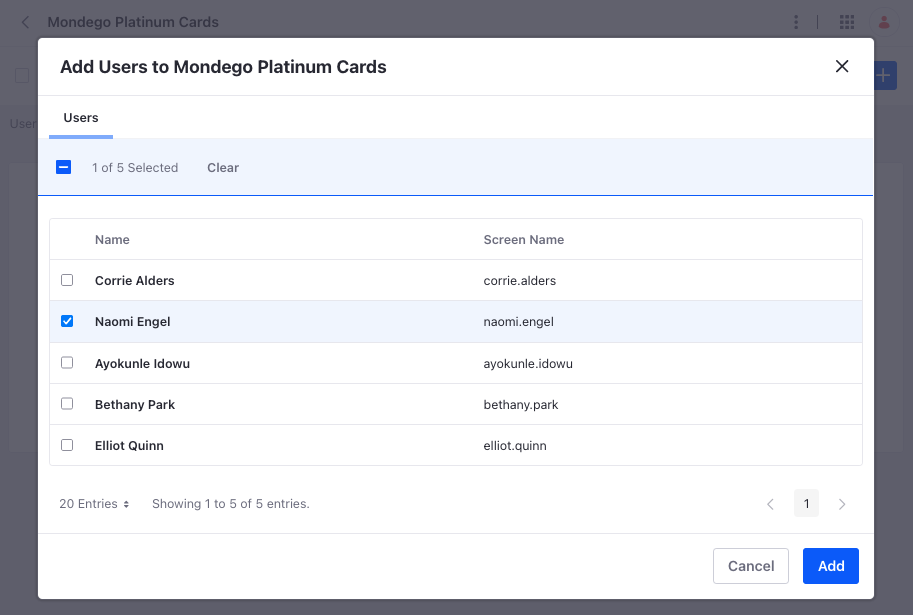 Mondego Platinum Cards
Add Users to Mondego Platinum Cards
User
Users
1 of 5 Selected Clear
Name Screen Name
Corrie Alders corrie.alders
Naomi Engel naomi.engel
Ayokunle Idowu ayokunle.idowu
Bethany Park bethany.park
Elliot Quinn elliot.quinn
20 Entries Showing 1 to 5 of 5 entries. 1
Cancel Add